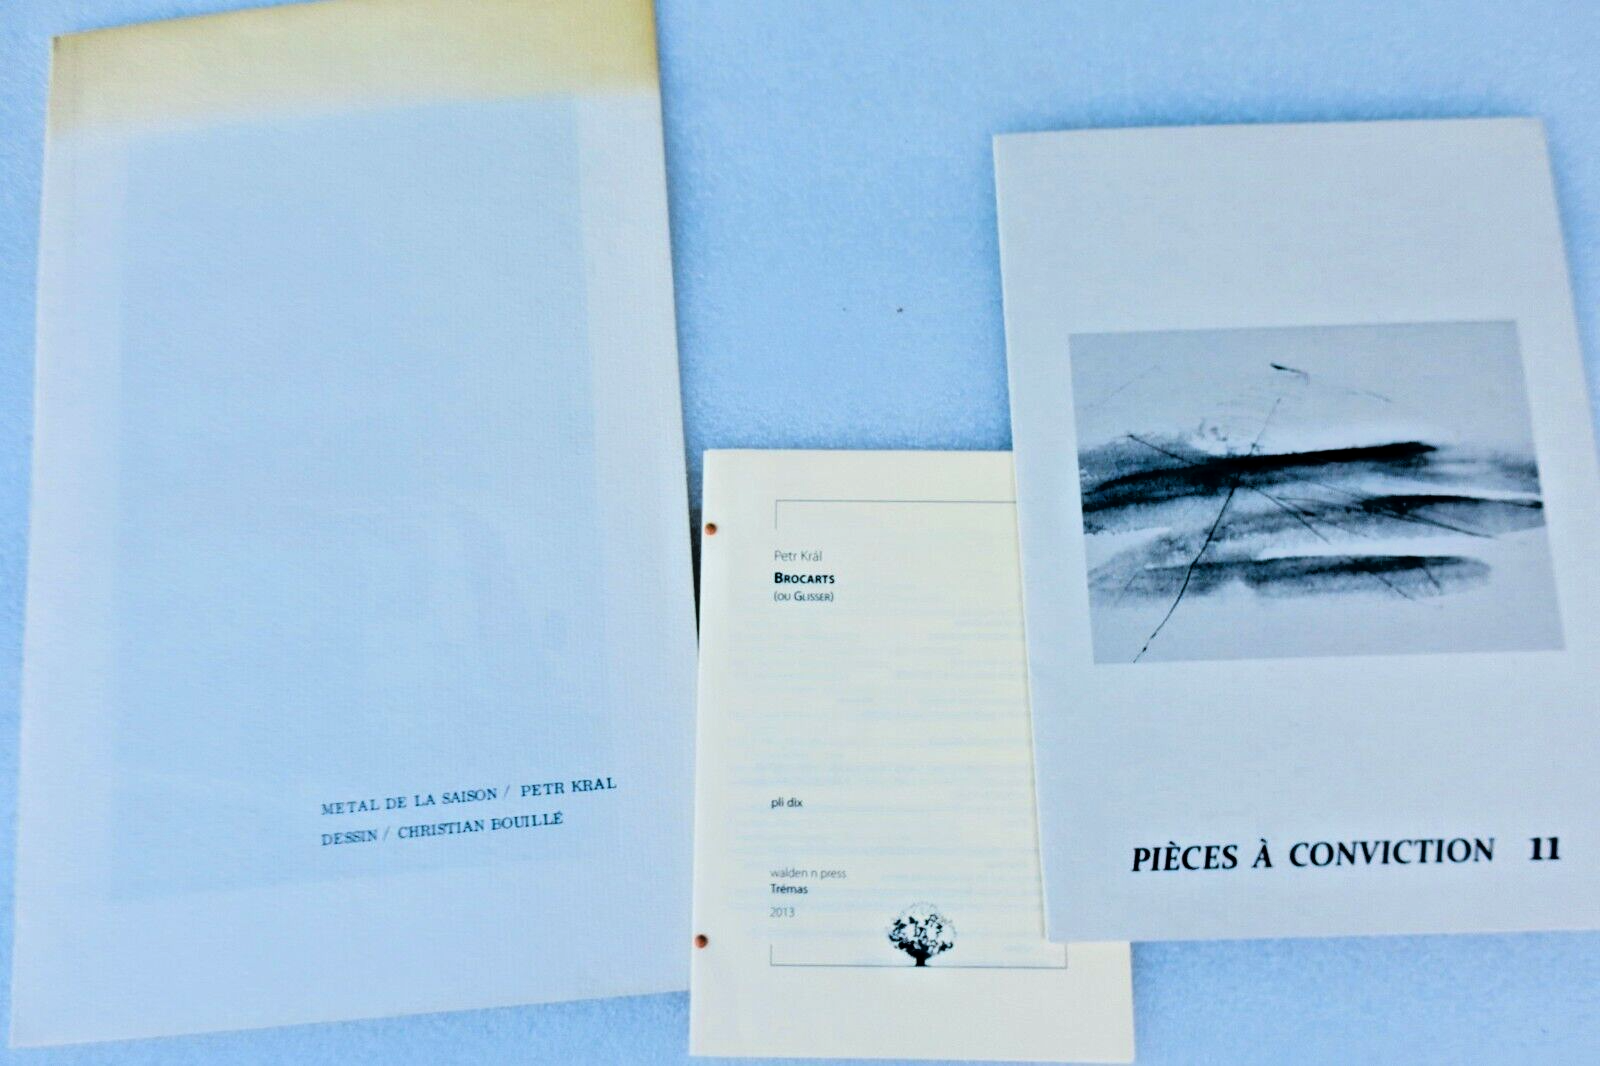 METAL DE LA SAISON / PETR KRAL
DESSIN / CHRISTIAN BOUILLÉ
Petr Král
BROCARTS
(OU GLISSER)
pli dix
walden n press
Trémas
2013
PIÈCES À CONVICTION 11